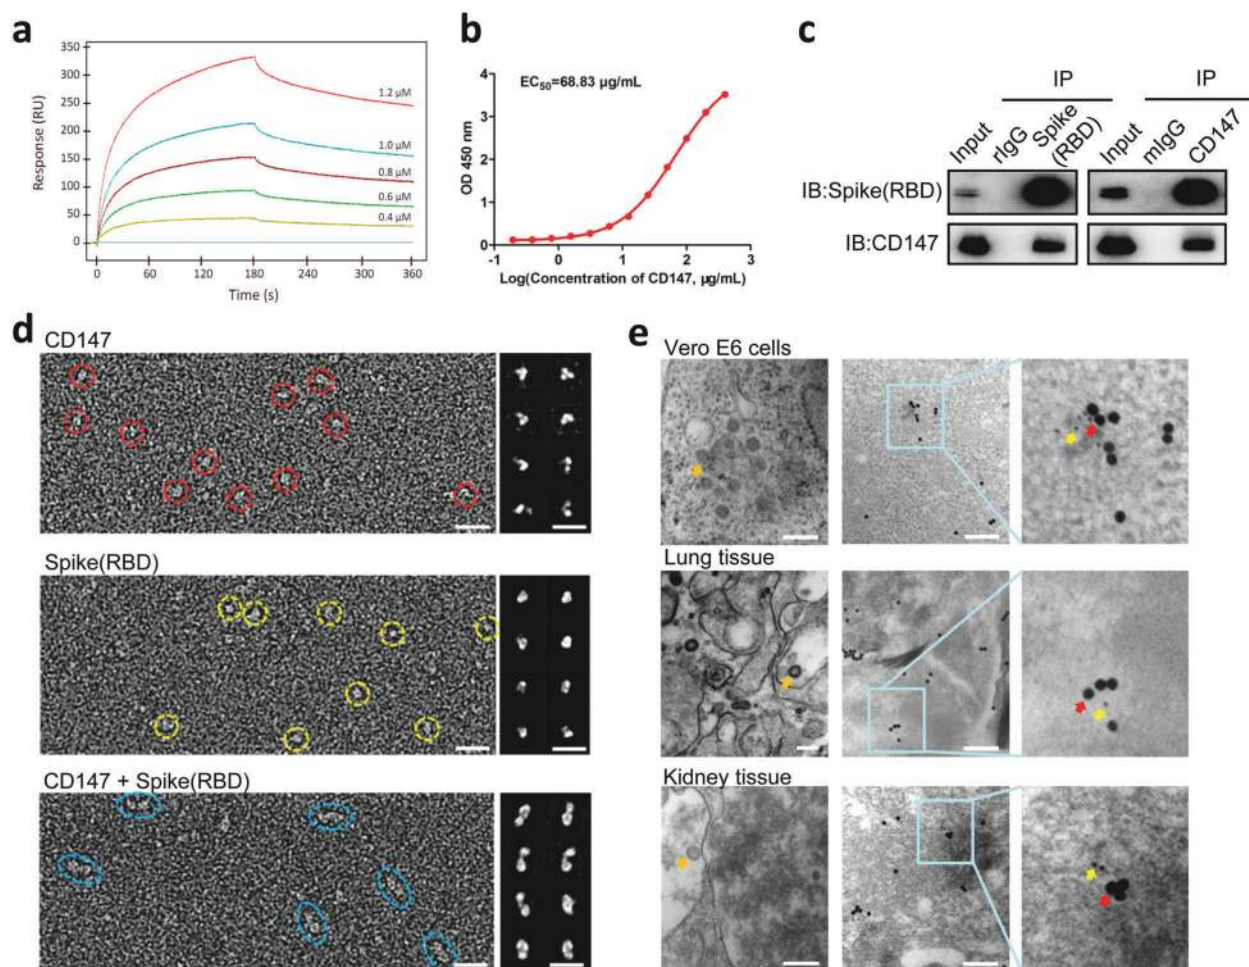 a
350
300
250
200
150
100
50
0
Response (RU)
1.2 μM
1.0 μM
0.8 μM
0.6 μM
0.4 μM
0
60
120
180
240
300
360
Time (s)
b
EC50=68.83 μg/mL
4
3
2
1
0
OD 450 nm
-1
0
1
2
3
Log(Concentration of CD147, μg/mL)
c
IP
IP
Input
rIgG
Spike
(RBD)
Input
mIgG
CD147
IB:Spike(RBD)
IB:CD147
d
CD147
Spike(RBD)
CD147 + Spike(RBD)
e
Vero E6 cells
Lung tissue
Kidney tissue